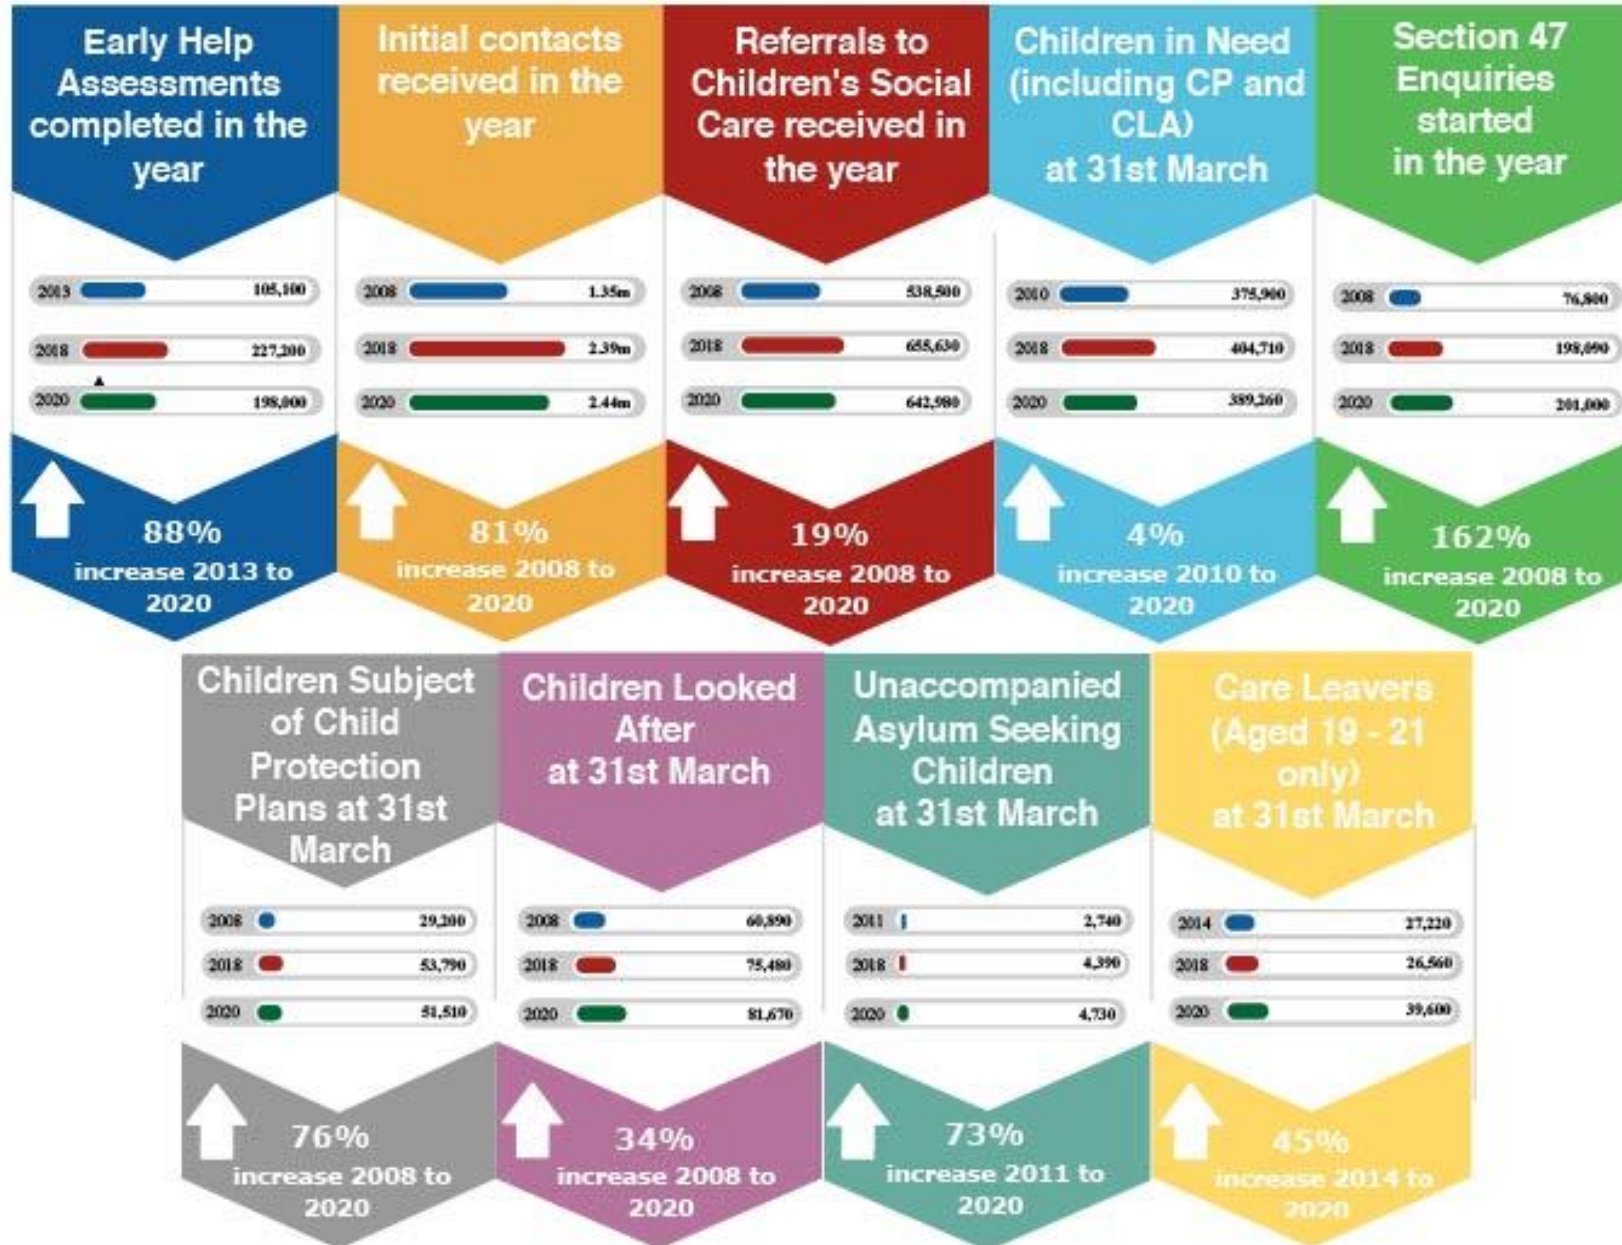 Early Help
Assessments
completed in the
year
2013 105,100
2018 227,200
2020 198,000
88%
increase 2013 to
2020
Initial contacts
received in the
year
2008 1.35m
2018 2.39m
2020 2.44m
81%
increase 2008 to
2020
Referrals to
Children's Social
Care received in
the year
2008 538,500
2018 655,630
2020 642,980
19%
increase 2008 to
2020
Children in Need
(including CP and
CLA)
at 31st March
2010 375,900
2018 404,710
2020 389,260
4%
increase 2010 to
2020
Section 47
Enquiries
started
in the year
2008 76,800
2018 198,090
2020 201,000
162%
increase 2008 to
2020
Children Subject
of Child
Protection
Plans at 31st
March
2008 29,200
2018 53,790
2020 51,510
76%
increase 2008 to
2020
Children Looked
After
at 31st March
2008 60,890
2018 75,480
2020 81,670
34%
increase 2008 to
2020
Unaccompanied
Asylum Seeking
Children
at 31st March
2011 2,740
2018 4,390
2020 4,730
73%
increase 2011 to
2020
Care Leavers
(Aged 19 - 21
only)
at 31st March
2014 27,220
2018 26,560
2020 39,600
45%
increase 2014 to
2020